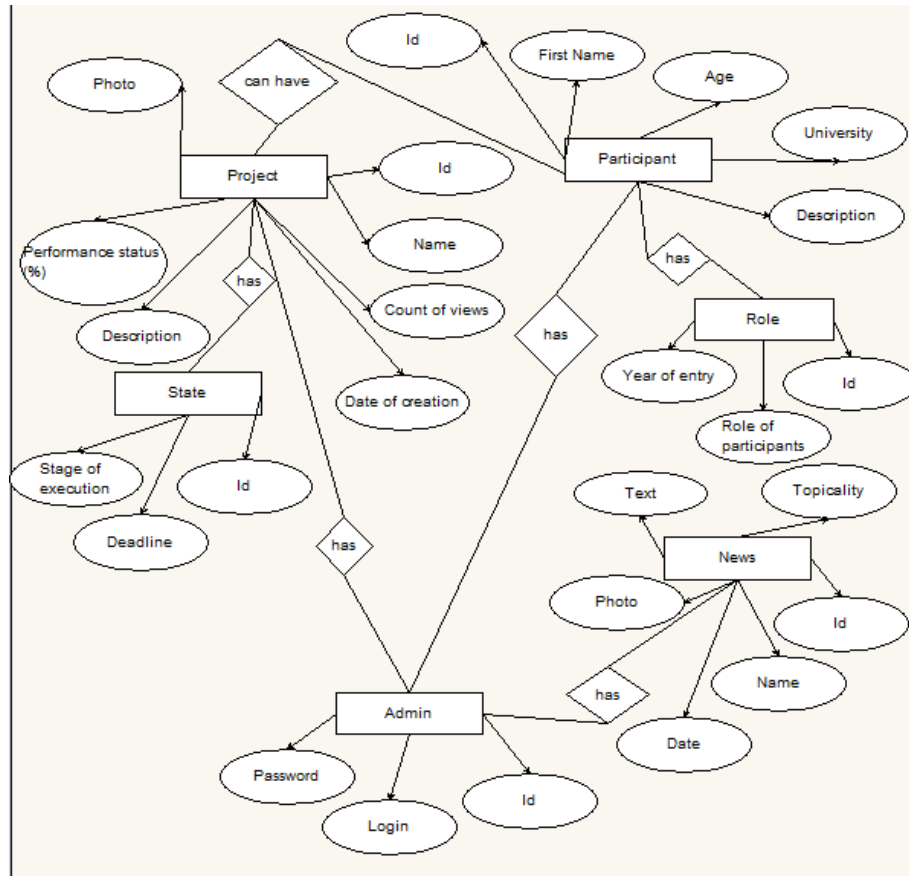 Id
First Name
Photo
can have
Age
University
Participant
Project
Id
Description
Name
Performance status
(%)
has
has
Count of views
Role
Description
has
Year of entry
Id
State
Date of creation
Role of
participants
Stage of
execution
Id
Text
Topicality
Deadline
has
News
Photo
Id
Name
has
Admin
Date
Password
Id
Login